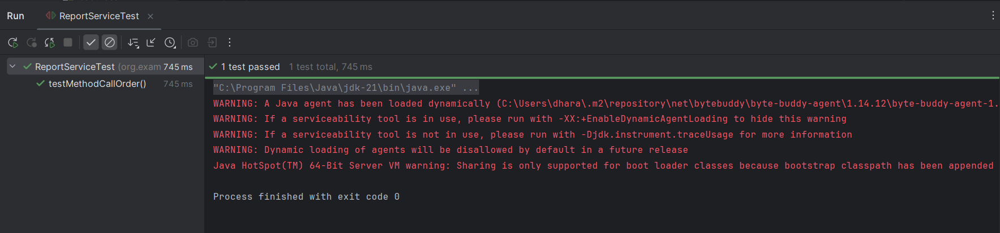 Run ReportServiceTest
ReportServiceTest (org.exam 745 ms
1 test passed 1 test total, 745 ms
testMethodCallOrder() 745 ms
"C:\Program Files\Java\jdk-21\bin\java.exe" ...
WARNING: A Java agent has been loaded dynamically (C:\Users\dhara\.m2\repository\net\bytebuddy\byte-buddy-agent\1.14.12\byte-buddy-agent-1.
WARNING: If a serviceability tool is in use, please run with -XX:+EnableDynamicAgentLoading to hide this warning
WARNING: If a serviceability tool is not in use, please run with -Djdk.instrument.traceUsage for more information
WARNING: Dynamic loading of agents will be disallowed by default in a future release
Java HotSpot(TM) 64-Bit Server VM warning: Sharing is only supported for boot loader classes because bootstrap classpath has been appended
Process finished with exit code 0